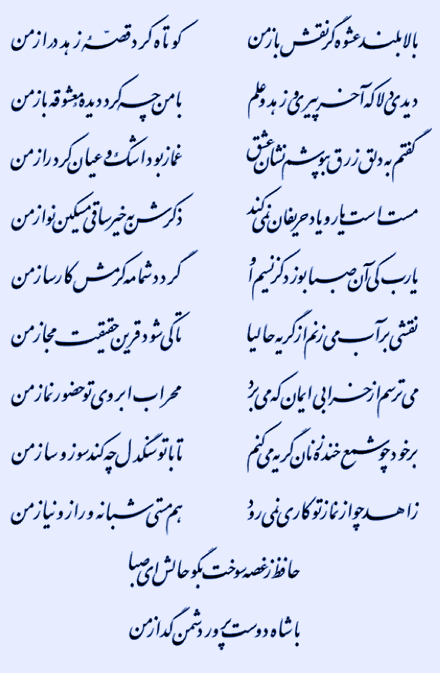 بالابلند عشوه گر نقش باز من کوتاه کرد قصهٔ زهد دراز من
دیدی دلا که آخر پیری و زهد و علم با من چه کرد دیدهٔ معشوقه باز من
گفتم به دلق زرق بپوشم نشان عشق غماز بود اشک و عیان کرد راز من
مست است یار و یاد حریفان نمی کند ذکرش به خیر ساقی مسکین نواز من
یا رب کی آن صبا بوزد کز نسیم او گردد شمامه کرمش کارساز من
نقشی بر آب می زنم از گریه حالیا تا کی شود قرین حقیقت مجاز من
می ترسم از خرابی ایمان که می برد محراب ابروی تو حضور نماز من
بر خود چو شمع خنده زنان گریه می کنم تا با تو سنگدل چه کند سوز و ساز من
زاهد چو از نماز تو کاری نمی رود هم مستی شبانه و راز و نیاز من
حافظ ز غصه سوخت بگو حالش ای صبا
با شاه دوست پرور دشمن گداز من